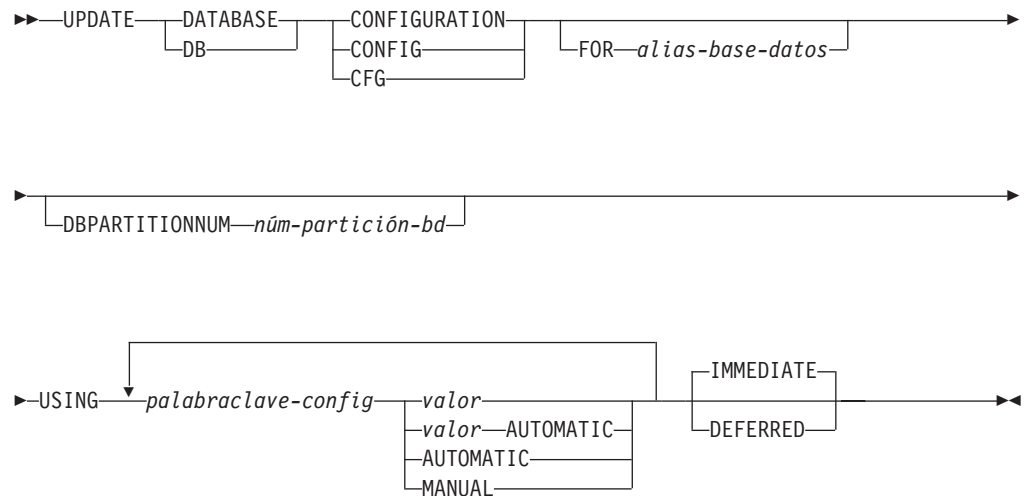 UPDATE DATABASE CONFIGURATION
DB CONFIG FOR alias-base-datos
CFG
DBPARTITIONNUM núm-partición-bd
IMMEDIATE
USING palabraclave-config valor
valor AUTOMATIC DEFERRED
AUTOMATIC
MANUAL